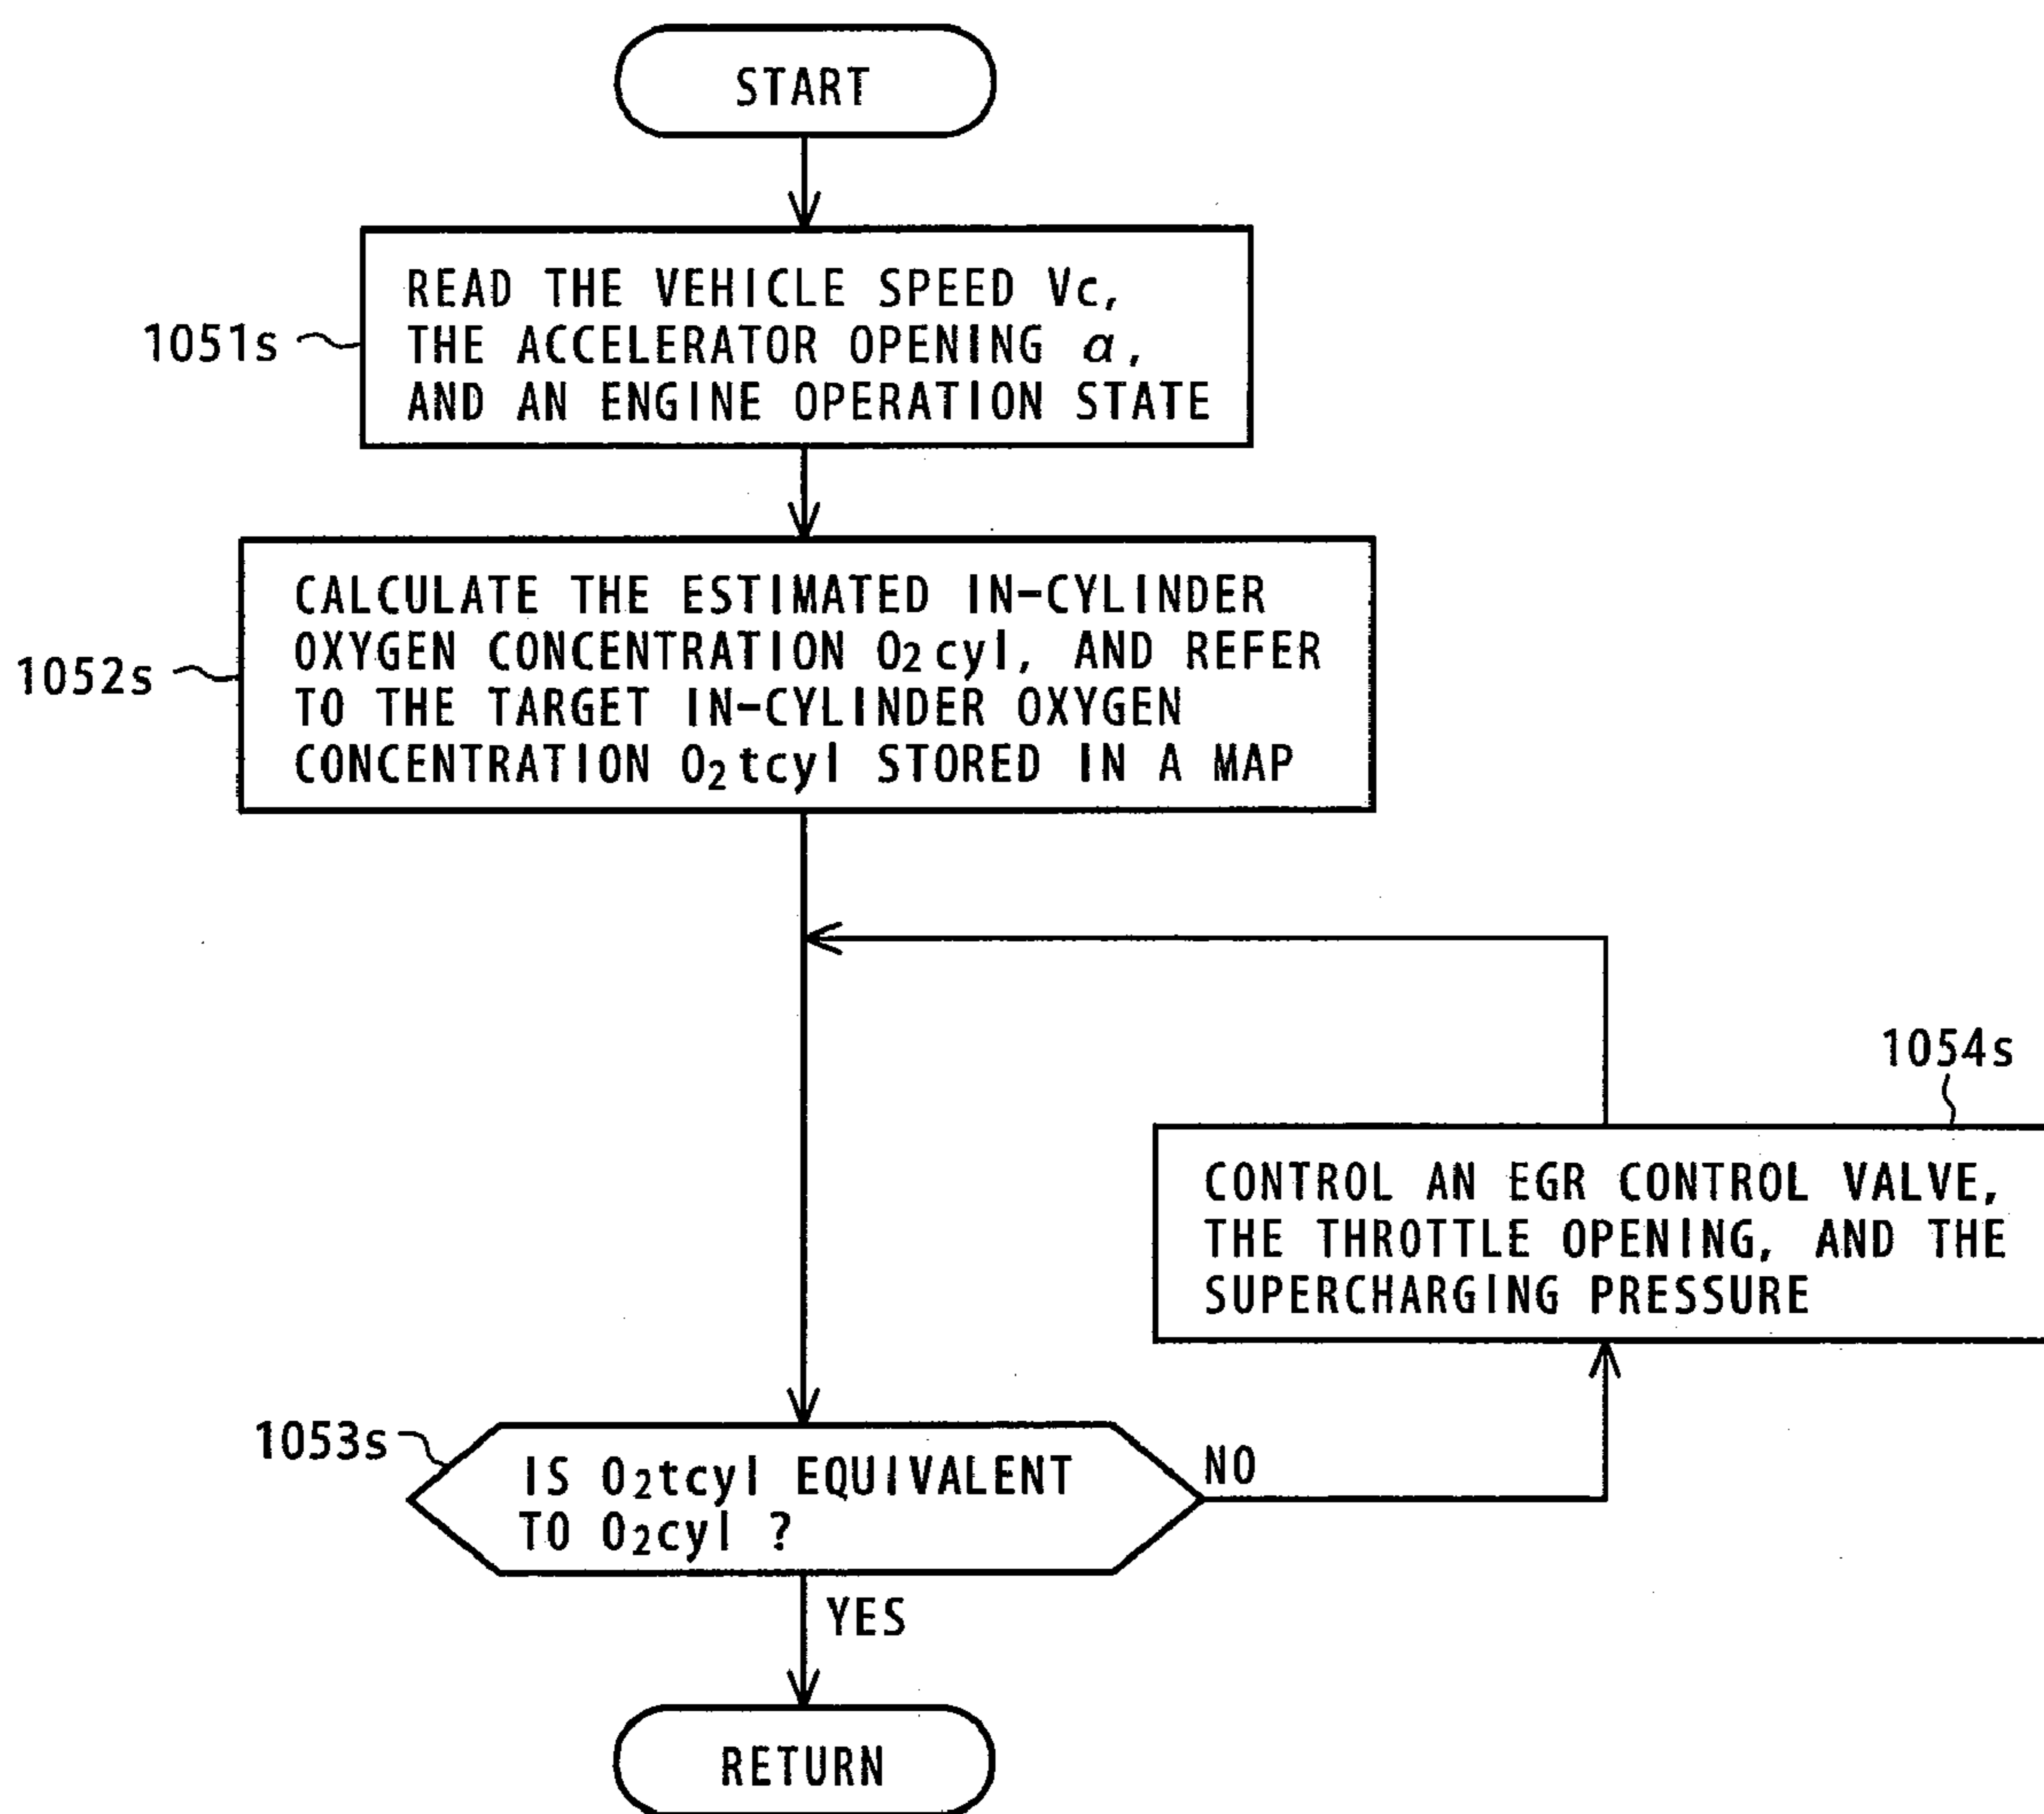 START
1051s
READ THE VEHICLE SPEED Vc,
THE ACCELERATOR OPENING α,
AND AN ENGINE OPERATION STATE
1052s
CALCULATE THE ESTIMATED IN-CYLINDER
OXYGEN CONCENTRATION O₂cyl, AND REFER
TO THE TARGET IN-CYLINDER OXYGEN
CONCENTRATION O₂tcyl STORED IN A MAP
1054s
CONTROL AN EGR CONTROL VALVE,
THE THROTTLE OPENING, AND THE
SUPERCHARGING PRESSURE
1053s
IS O₂tcyl EQUIVALENT
TO O₂cyl ?
NO
YES
RETURN